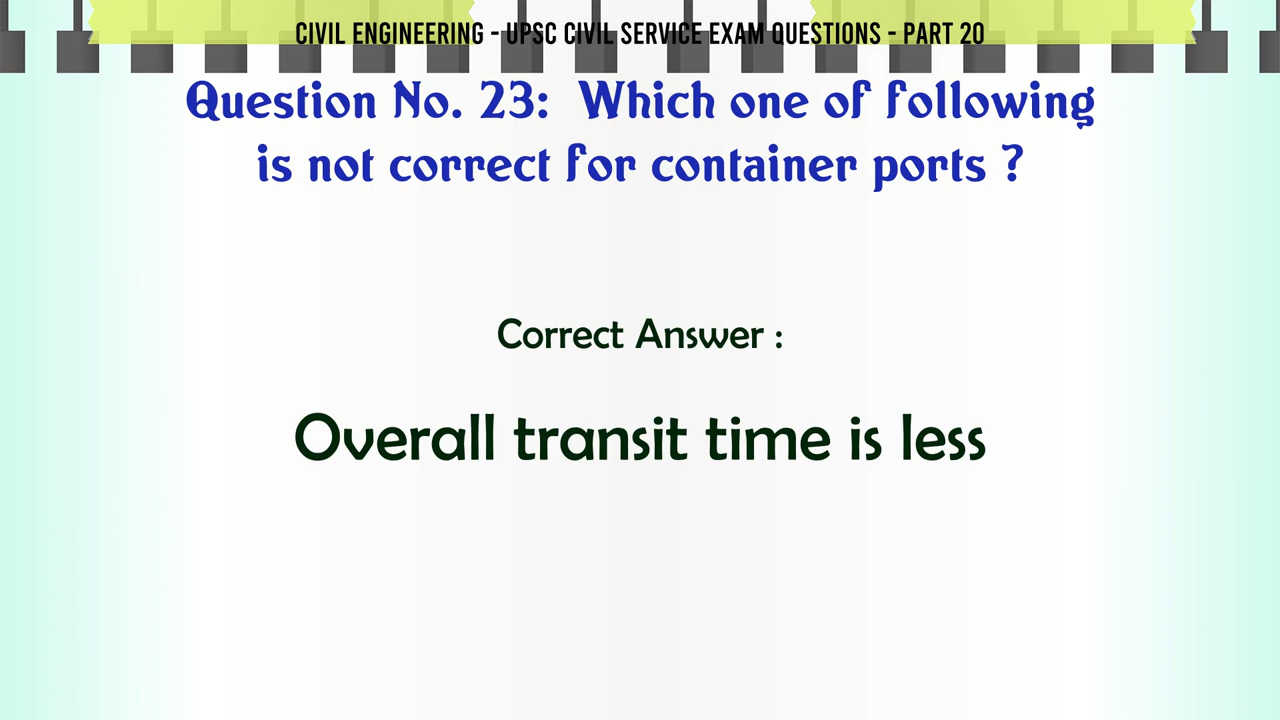 CIVIL ENGINEERING - UPSC CIVIL SERVICE EXAM QUESTIONS - PART 20
Question No. 23: Which one of following
is not correct for container ports ?
Correct Answer :
Overall transit time is less